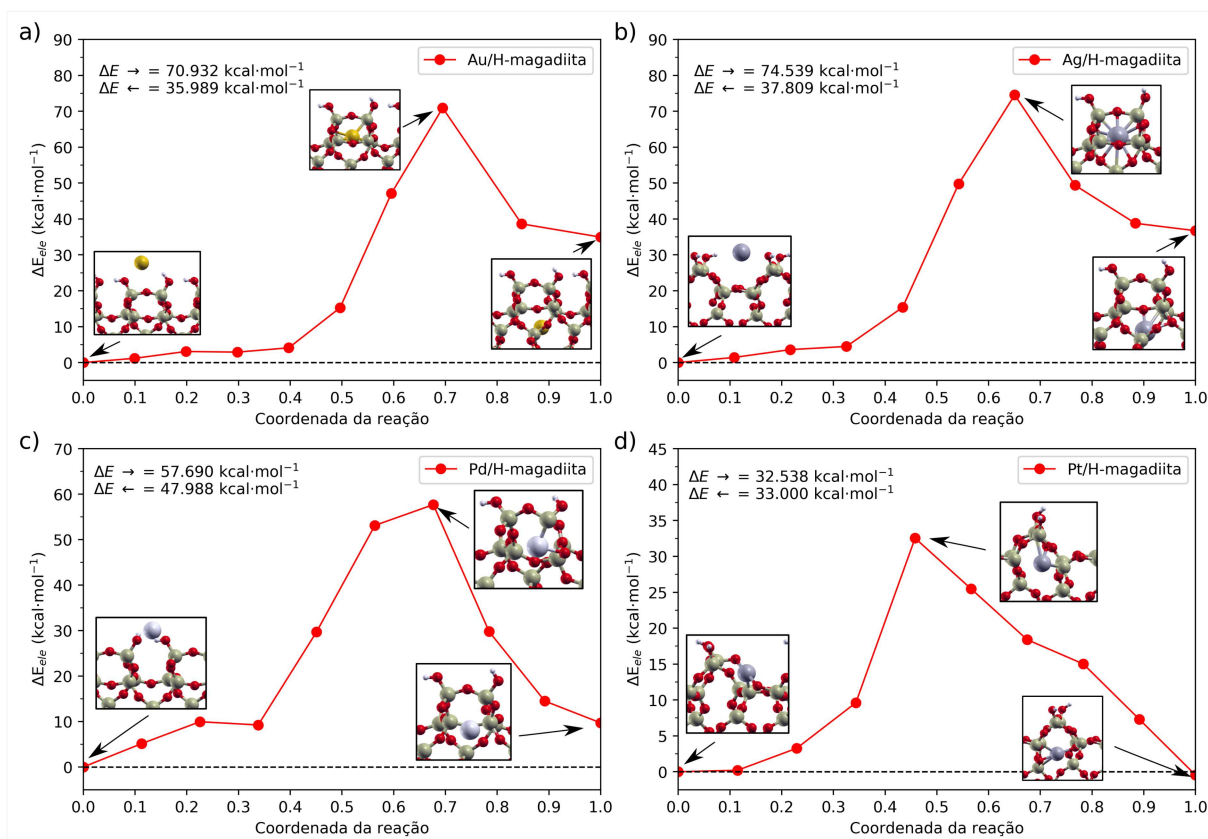 a)
ΔE → = 70.932 kcal·mol⁻¹
ΔE ← = 35.989 kcal·mol⁻¹
Au/H-magadiita
ΔE_ele (kcal·mol⁻¹)
90
80
70
60
50
40
30
20
10
0
0.0 0.1 0.2 0.3 0.4 0.5 0.6 0.7 0.8 0.9 1.0
Coordenada da reação
b)
ΔE → = 74.539 kcal·mol⁻¹
ΔE ← = 37.809 kcal·mol⁻¹
Ag/H-magadiita
ΔE_ele (kcal·mol⁻¹)
90
80
70
60
50
40
30
20
10
0
0.0 0.1 0.2 0.3 0.4 0.5 0.6 0.7 0.8 0.9 1.0
Coordenada da reação
c)
ΔE → = 57.690 kcal·mol⁻¹
ΔE ← = 47.988 kcal·mol⁻¹
Pd/H-magadiita
ΔE_ele (kcal·mol⁻¹)
70
60
50
40
30
20
10
0
0.0 0.1 0.2 0.3 0.4 0.5 0.6 0.7 0.8 0.9 1.0
Coordenada da reação
d)
ΔE → = 32.538 kcal·mol⁻¹
ΔE ← = 33.000 kcal·mol⁻¹
Pt/H-magadiita
ΔE_ele (kcal·mol⁻¹)
45
40
35
30
25
20
15
10
5
0
0.0 0.1 0.2 0.3 0.4 0.5 0.6 0.7 0.8 0.9 1.0
Coordenada da reação